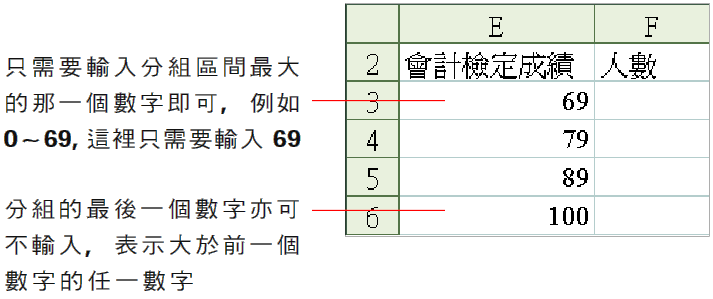 只需要輸入分組區間最大
的那一個數字即可, 例如
0~69, 這裡只需要輸入 69
分組的最後一個數字亦可
不輸入, 表示大於前一個
數字的任一數字
E F
2 會計檢定成績 人數
3 69
4 79
5 89
6 100